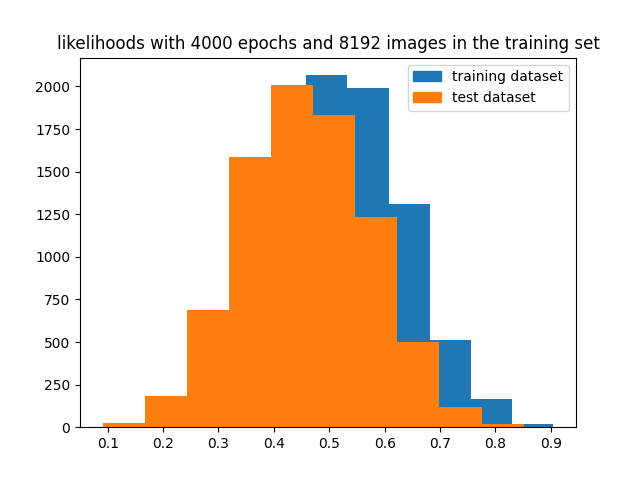 likelihoods with 4000 epochs and 8192 images in the training set
training dataset
test dataset
2000
1750
1500
1250
1000
750
500
250
0
0.1 0.2 0.3 0.4 0.5 0.6 0.7 0.8 0.9